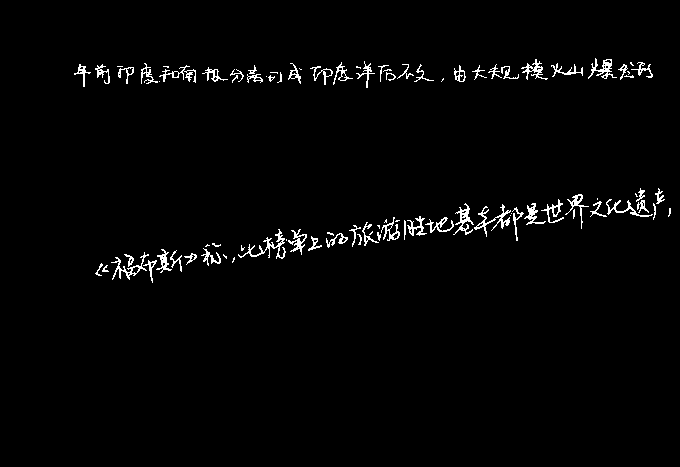 年前印度和南极分离形成印度洋后不久，由大规模火山爆发形
《福布斯》称，此榜单上的旅游胜地基本都是世界文化遗产，